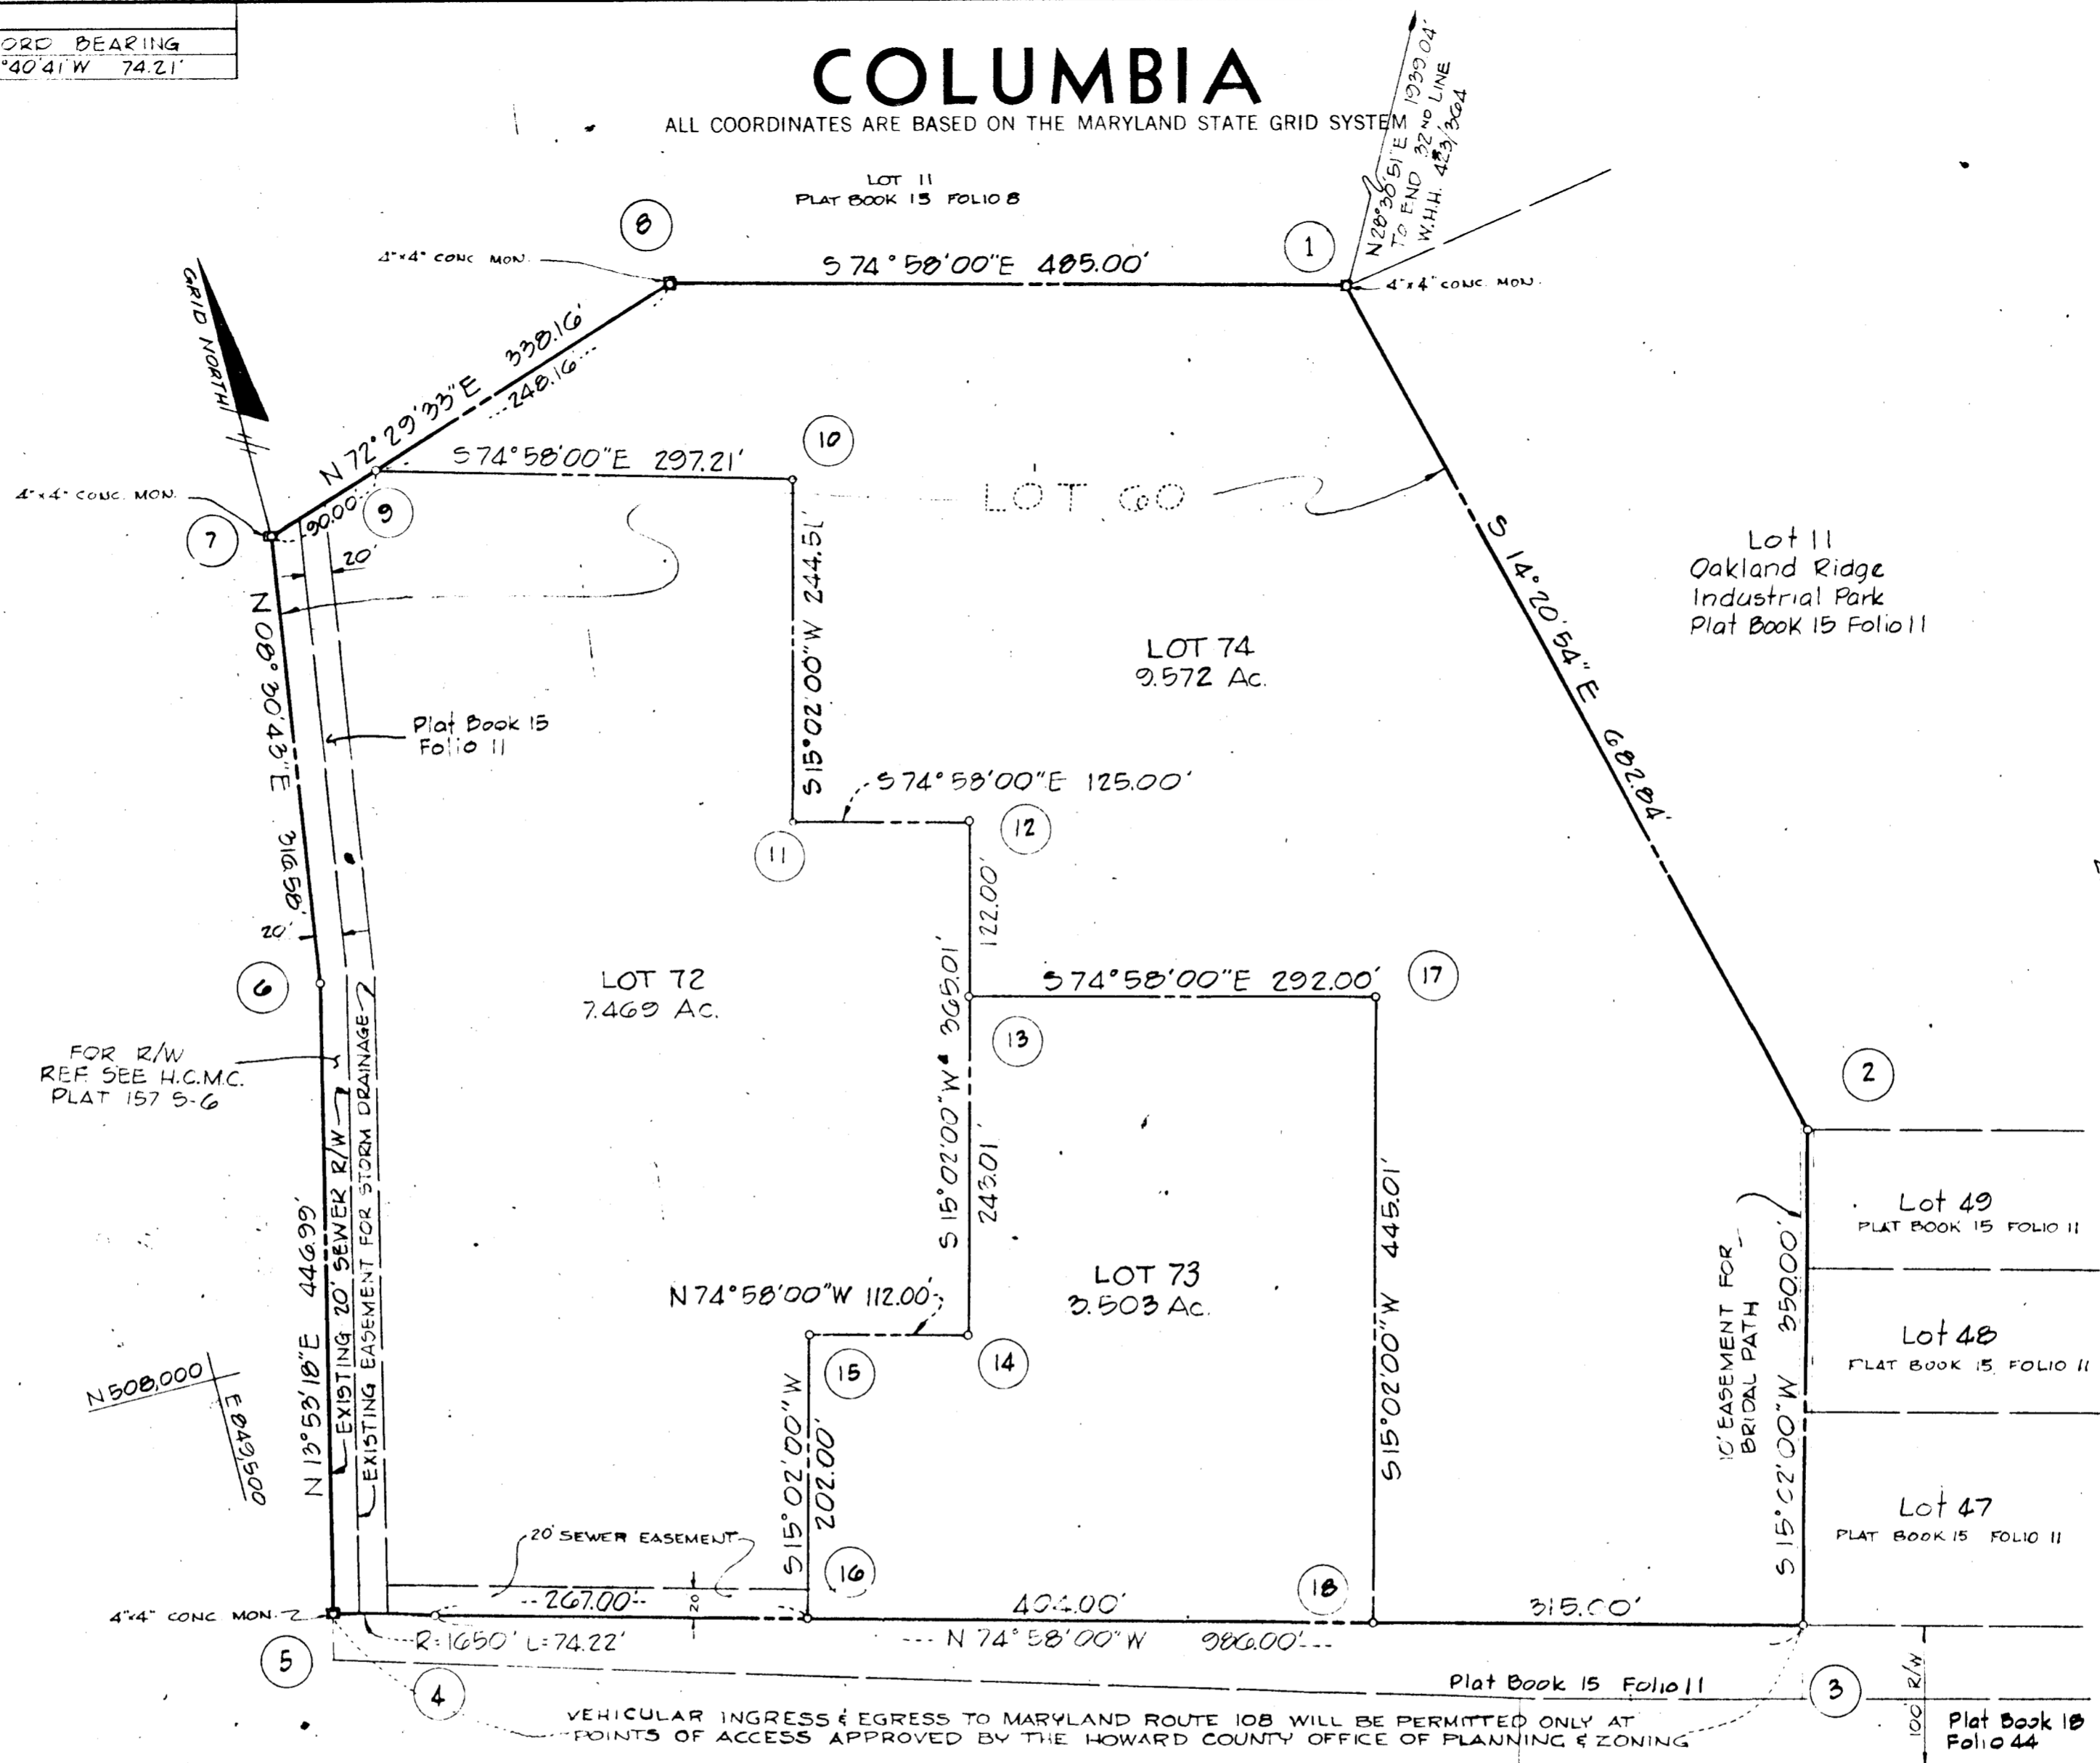 ORD BEARING
°40'41"W 74.21'
COLUMBIA
ALL COORDINATES ARE BASED ON THE MARYLAND STATE GRID SYSTEM
TO END 32ND LINE
W.H.H. 423/364
LOT 11
PLAT BOOK 15 FOLIO 8
8
1
4"x4" CONC MON.
S 74°58'00"E 485.00'
4"x4" CONC. MON.
GRID NORTH
N 72°29'33"E 338.16'
248.16
10
S 74°58'00"E 297.21'
LOT 60
4"x4" CONC. MON.
90.00'
9
7
20'
S 14°20'54"E 682.84'
Lot 11
Oakland Ridge
Industrial Park
Plat Book 15 Folio 11
N 08°30'43"E 316.58'
S15°02'00"W 244.51'
LOT 74
9.572 Ac.
Plat Book 15
Folio 11
S 74°58'00"E 125.00'
12
11
122.00'
20'
6
LOT 72
7.469 Ac.
S 15°02'00"W 365.01'
S 74°58'00"E 292.00'
17
13
FOR R/W
REF. SEE H.C.M.C.
PLAT 157 S-6
2
EXISTING 20' SEWER R/W
EXISTING EASEMENT FOR STORM DRAINAGE
N 13°53'18"E 446.99'
243.01'
S15°02'00"W 445.01'
LOT 73
3.503 Ac.
N 74°58'00"W 112.00'
15
14
10' EASEMENT FOR
BRIDAL PATH
S 15°02'00"W 350.00'
Lot 49
PLAT BOOK 15 FOLIO 11
Lot 48
PLAT BOOK 15 FOLIO 11
Lot 47
PLAT BOOK 15 FOLIO 11
N 508,000
E 849,500
S15°02'00"W
202.00'
20' SEWER EASEMENT
16
18
4"x4" CONC MON.
267.00
20'
404.00'
315.00'
R=1650' L=74.22'
N 74°58'00"W 986.00'
5
4
Plat Book 15 Folio 11
3
100' R/W
VEHICULAR INGRESS & EGRESS TO MARYLAND ROUTE 108 WILL BE PERMITTED ONLY AT
POINTS OF ACCESS APPROVED BY THE HOWARD COUNTY OFFICE OF PLANNING & ZONING
Plat Book 18
Folio 44